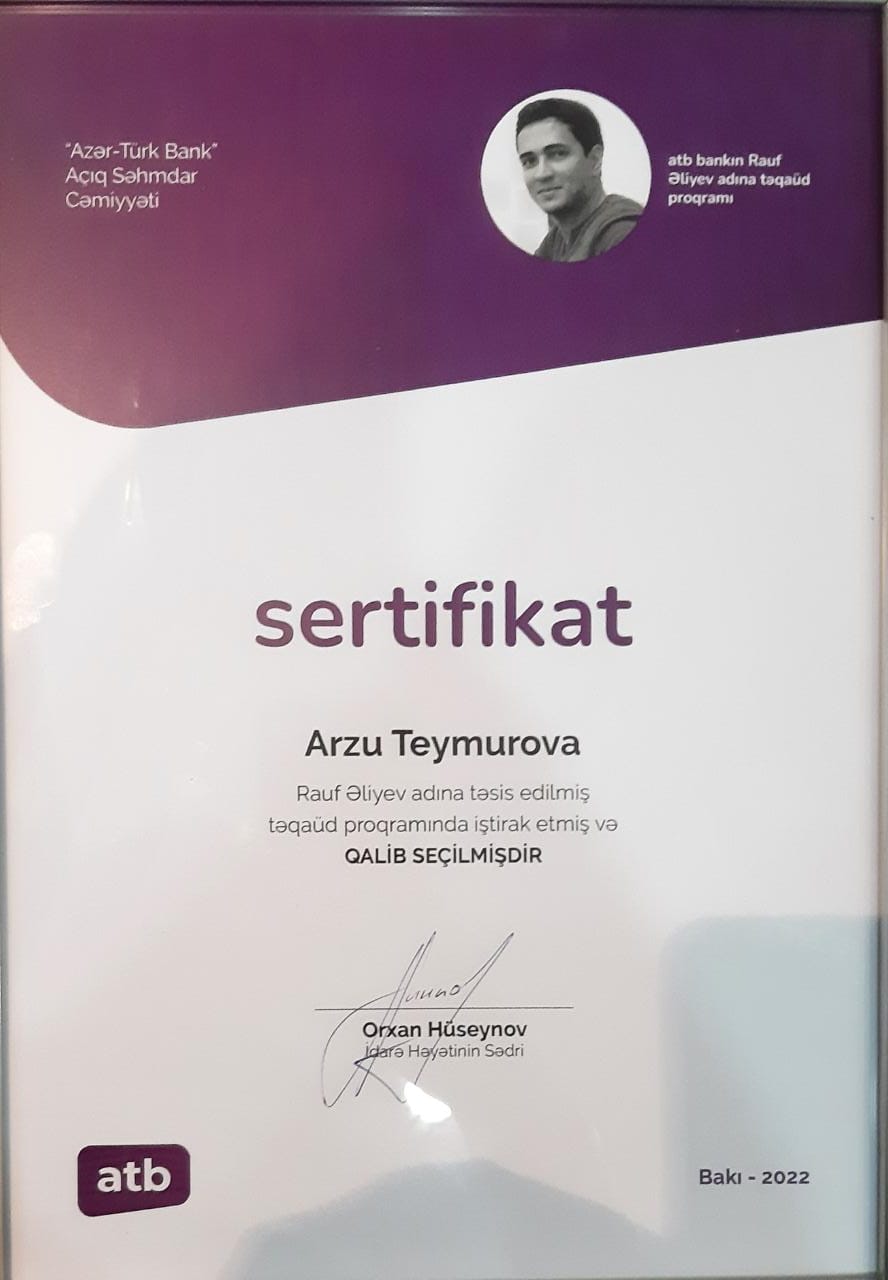 "Azər-Türk Bank"
Açıq Səhmdar
Cəmiyyəti
atb bankın Rauf
Əliyev adına təqaüd
proqramı
sertifikat
Arzu Teymurova
Rauf Əliyev adına təsis edilmiş
təqaüd proqramında iştirak etmiş və
QALİB SEÇİLMİŞDİR
Orxan Hüseynov
İdarə Heyətinin Sədri
atb
Bakı - 2022